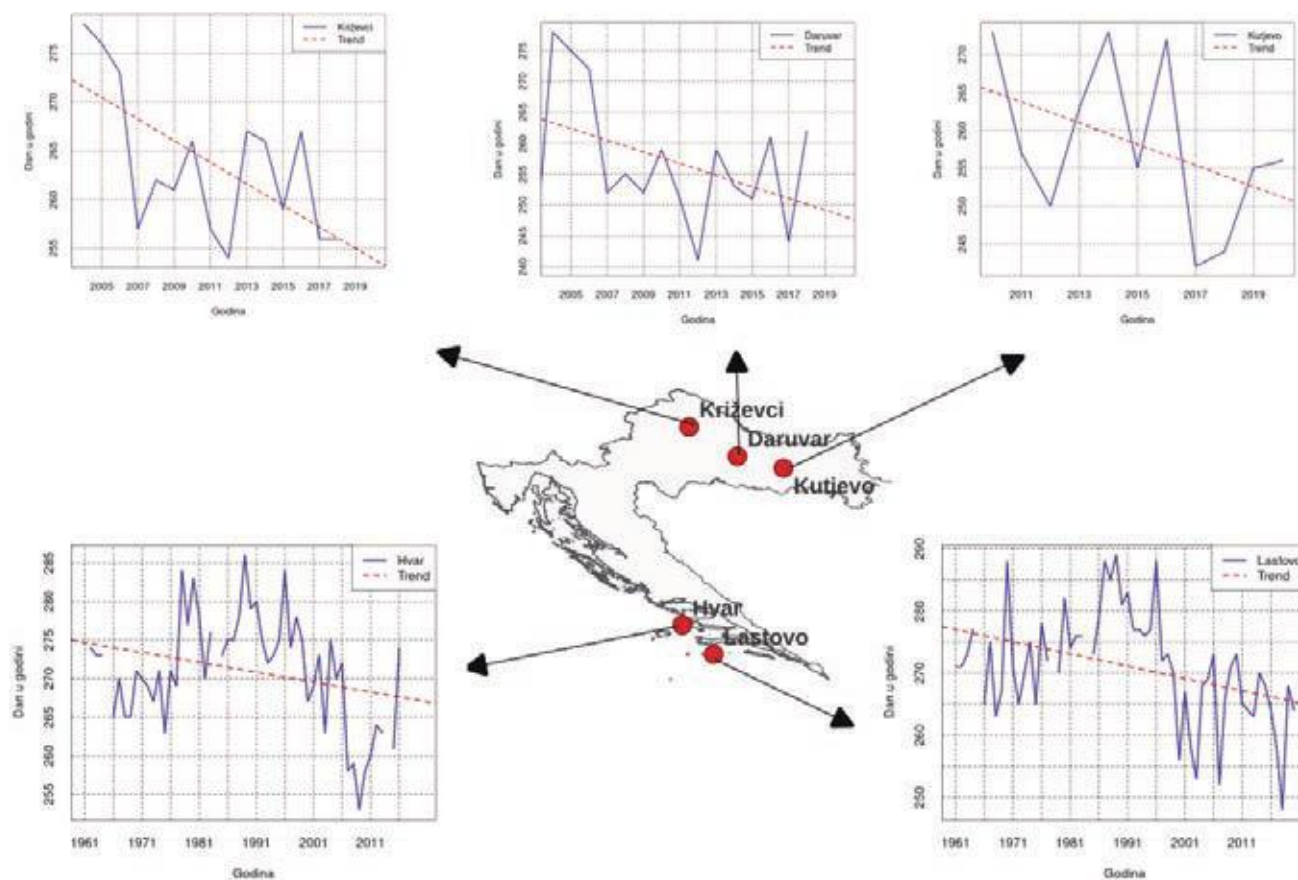 Križevci
Trend
275
270
265
260
255
Dan u godini
2005 2007 2009 2011 2013 2015 2017 2019
Godina
Daruvar
Trend
275
270
265
260
255
250
245
240
Dan u godini
2005 2007 2009 2011 2013 2015 2017 2019
Godina
Kutjevo
Trend
270
265
260
255
250
245
Dan u godini
2011 2013 2015 2017 2019
Godina
Križevci
Daruvar
Kutjevo
Hvar
Lastovo
Hvar
Trend
285
280
275
270
265
260
255
Dan u godini
1961 1971 1981 1991 2001 2011
Godina
Lastovo
Trend
280
270
260
250
Dan u godini
1961 1971 1981 1991 2001 2011
Godina